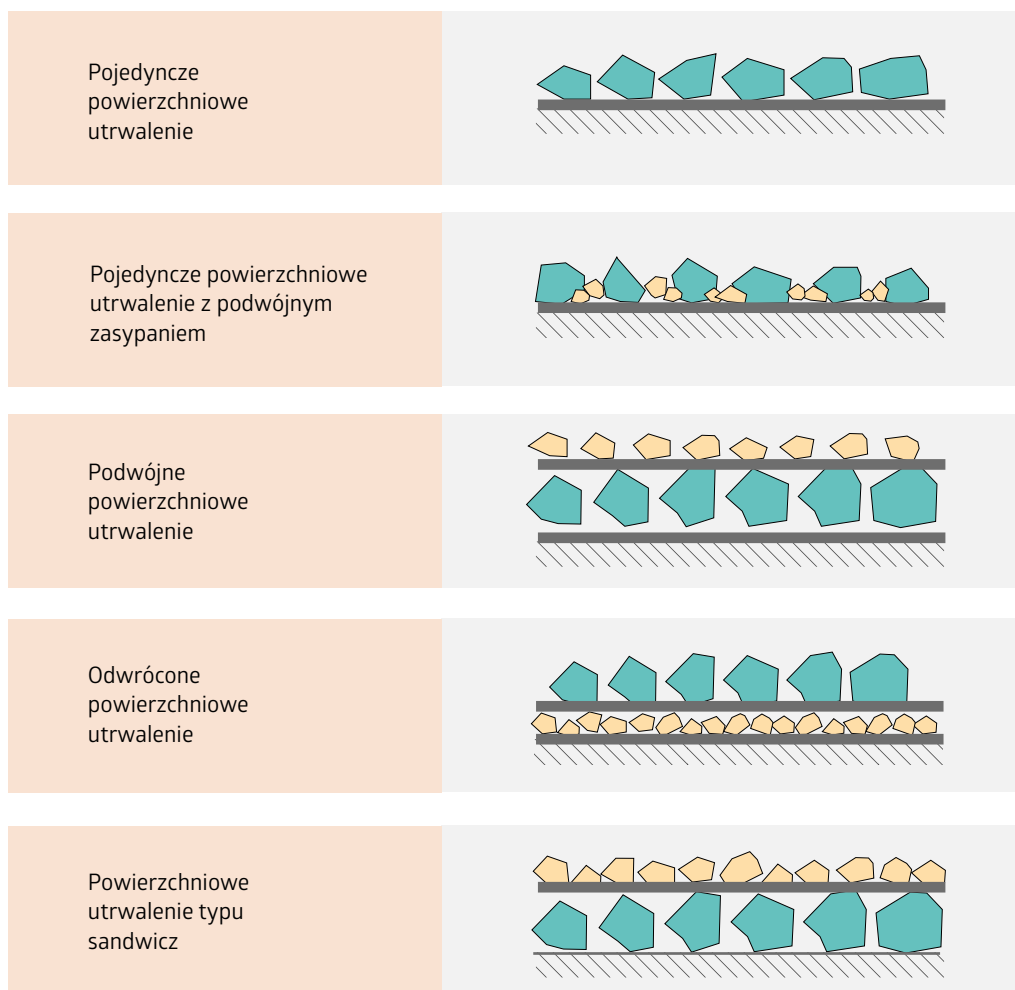 Pojedyncze
powierzchniowe
utrwalenie
Pojedyncze powierzchniowe
utrwalenie z podwójnym
zasypaniem
Podwójne
powierzchniowe
utrwalenie
Odwrócone
powierzchniowe
utrwalenie
Powierzchniowe
utrwalenie typu
sandwicz